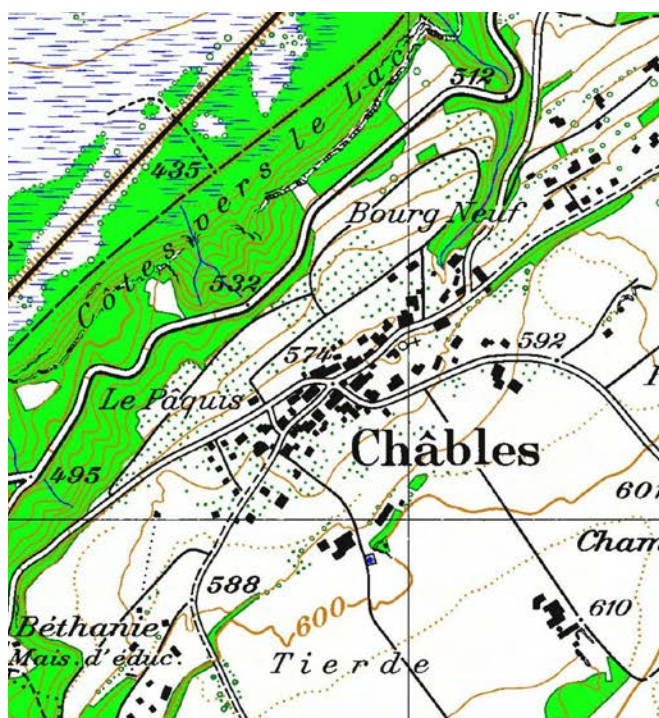 512
435
Côtes vers le Lac
Bourg Neuf
532
574
592
Le Pâquis
Châbles
495
601
Cham
588
600
610
Béthanie
Mais. d'éduc.
Tierde